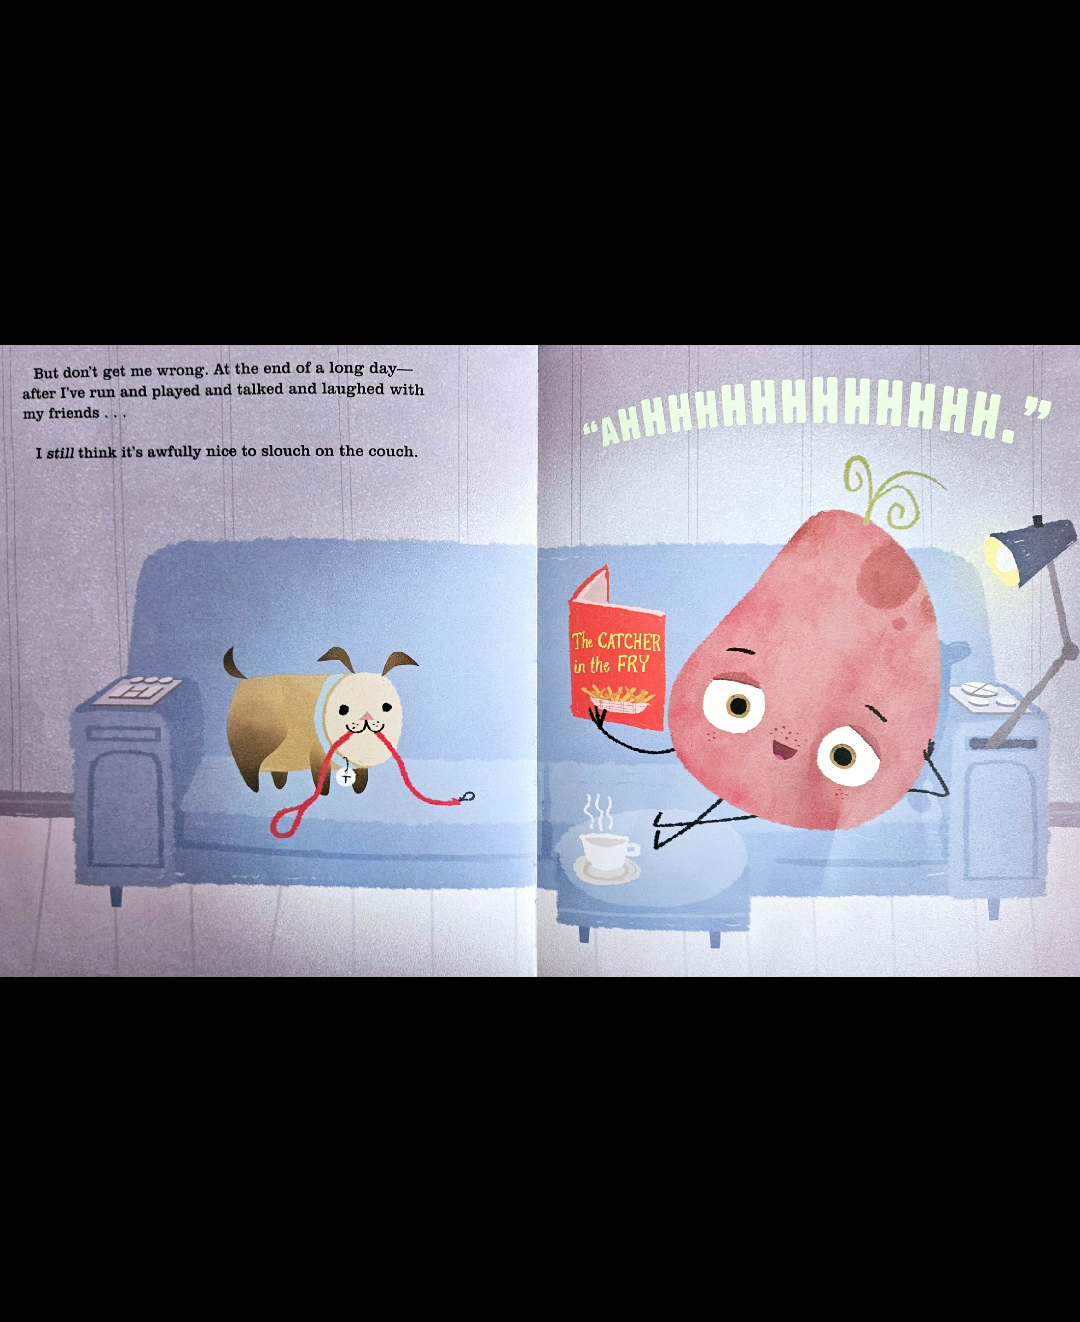 But don't get me wrong. At the end of a long day—
after I've run and played and talked and laughed with
my friends . . .
I still think it's awfully nice to slouch on the couch.
“AHHHHHHHHHHHHHH.”
The CATCHER
in the FRY
T